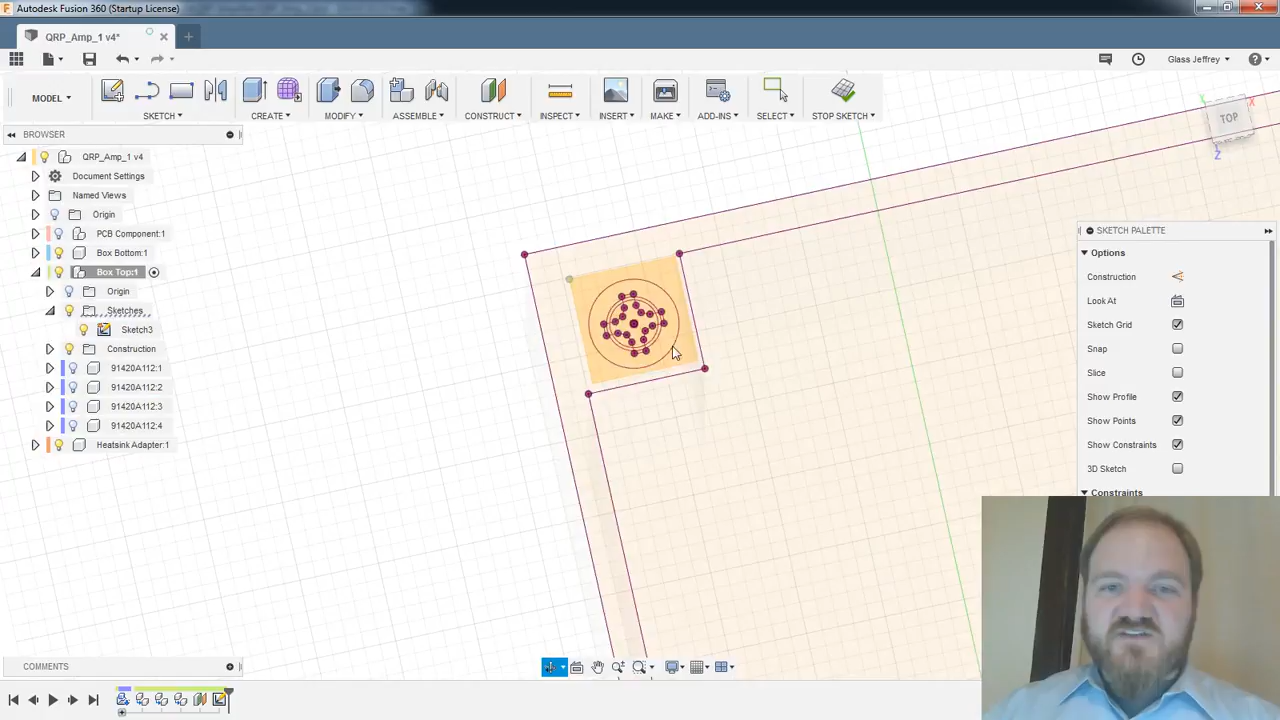 Autodesk Fusion 360 (Startup License)
QRP_Amp_1 v4*
Glass Jeffrey
MODEL
SKETCH
CREATE
MODIFY
ASSEMBLE
CONSTRUCT
INSPECT
INSERT
MAKE
ADD-INS
SELECT
STOP SKETCH
BROWSER
QRP_Amp_1 v4
Document Settings
Named Views
Origin
PCB Component:1
Box Bottom:1
Box Top:1
Origin
Sketches
Sketch3
Construction
91420A112:1
91420A112:2
91420A112:3
91420A112:4
Heatsink Adapter:1
TOP
X
Y
Z
SKETCH PALETTE
Options
Construction
Look At
Sketch Grid
Snap
Slice
Show Profile
Show Points
Show Constraints
3D Sketch
Constraints
COMMENTS